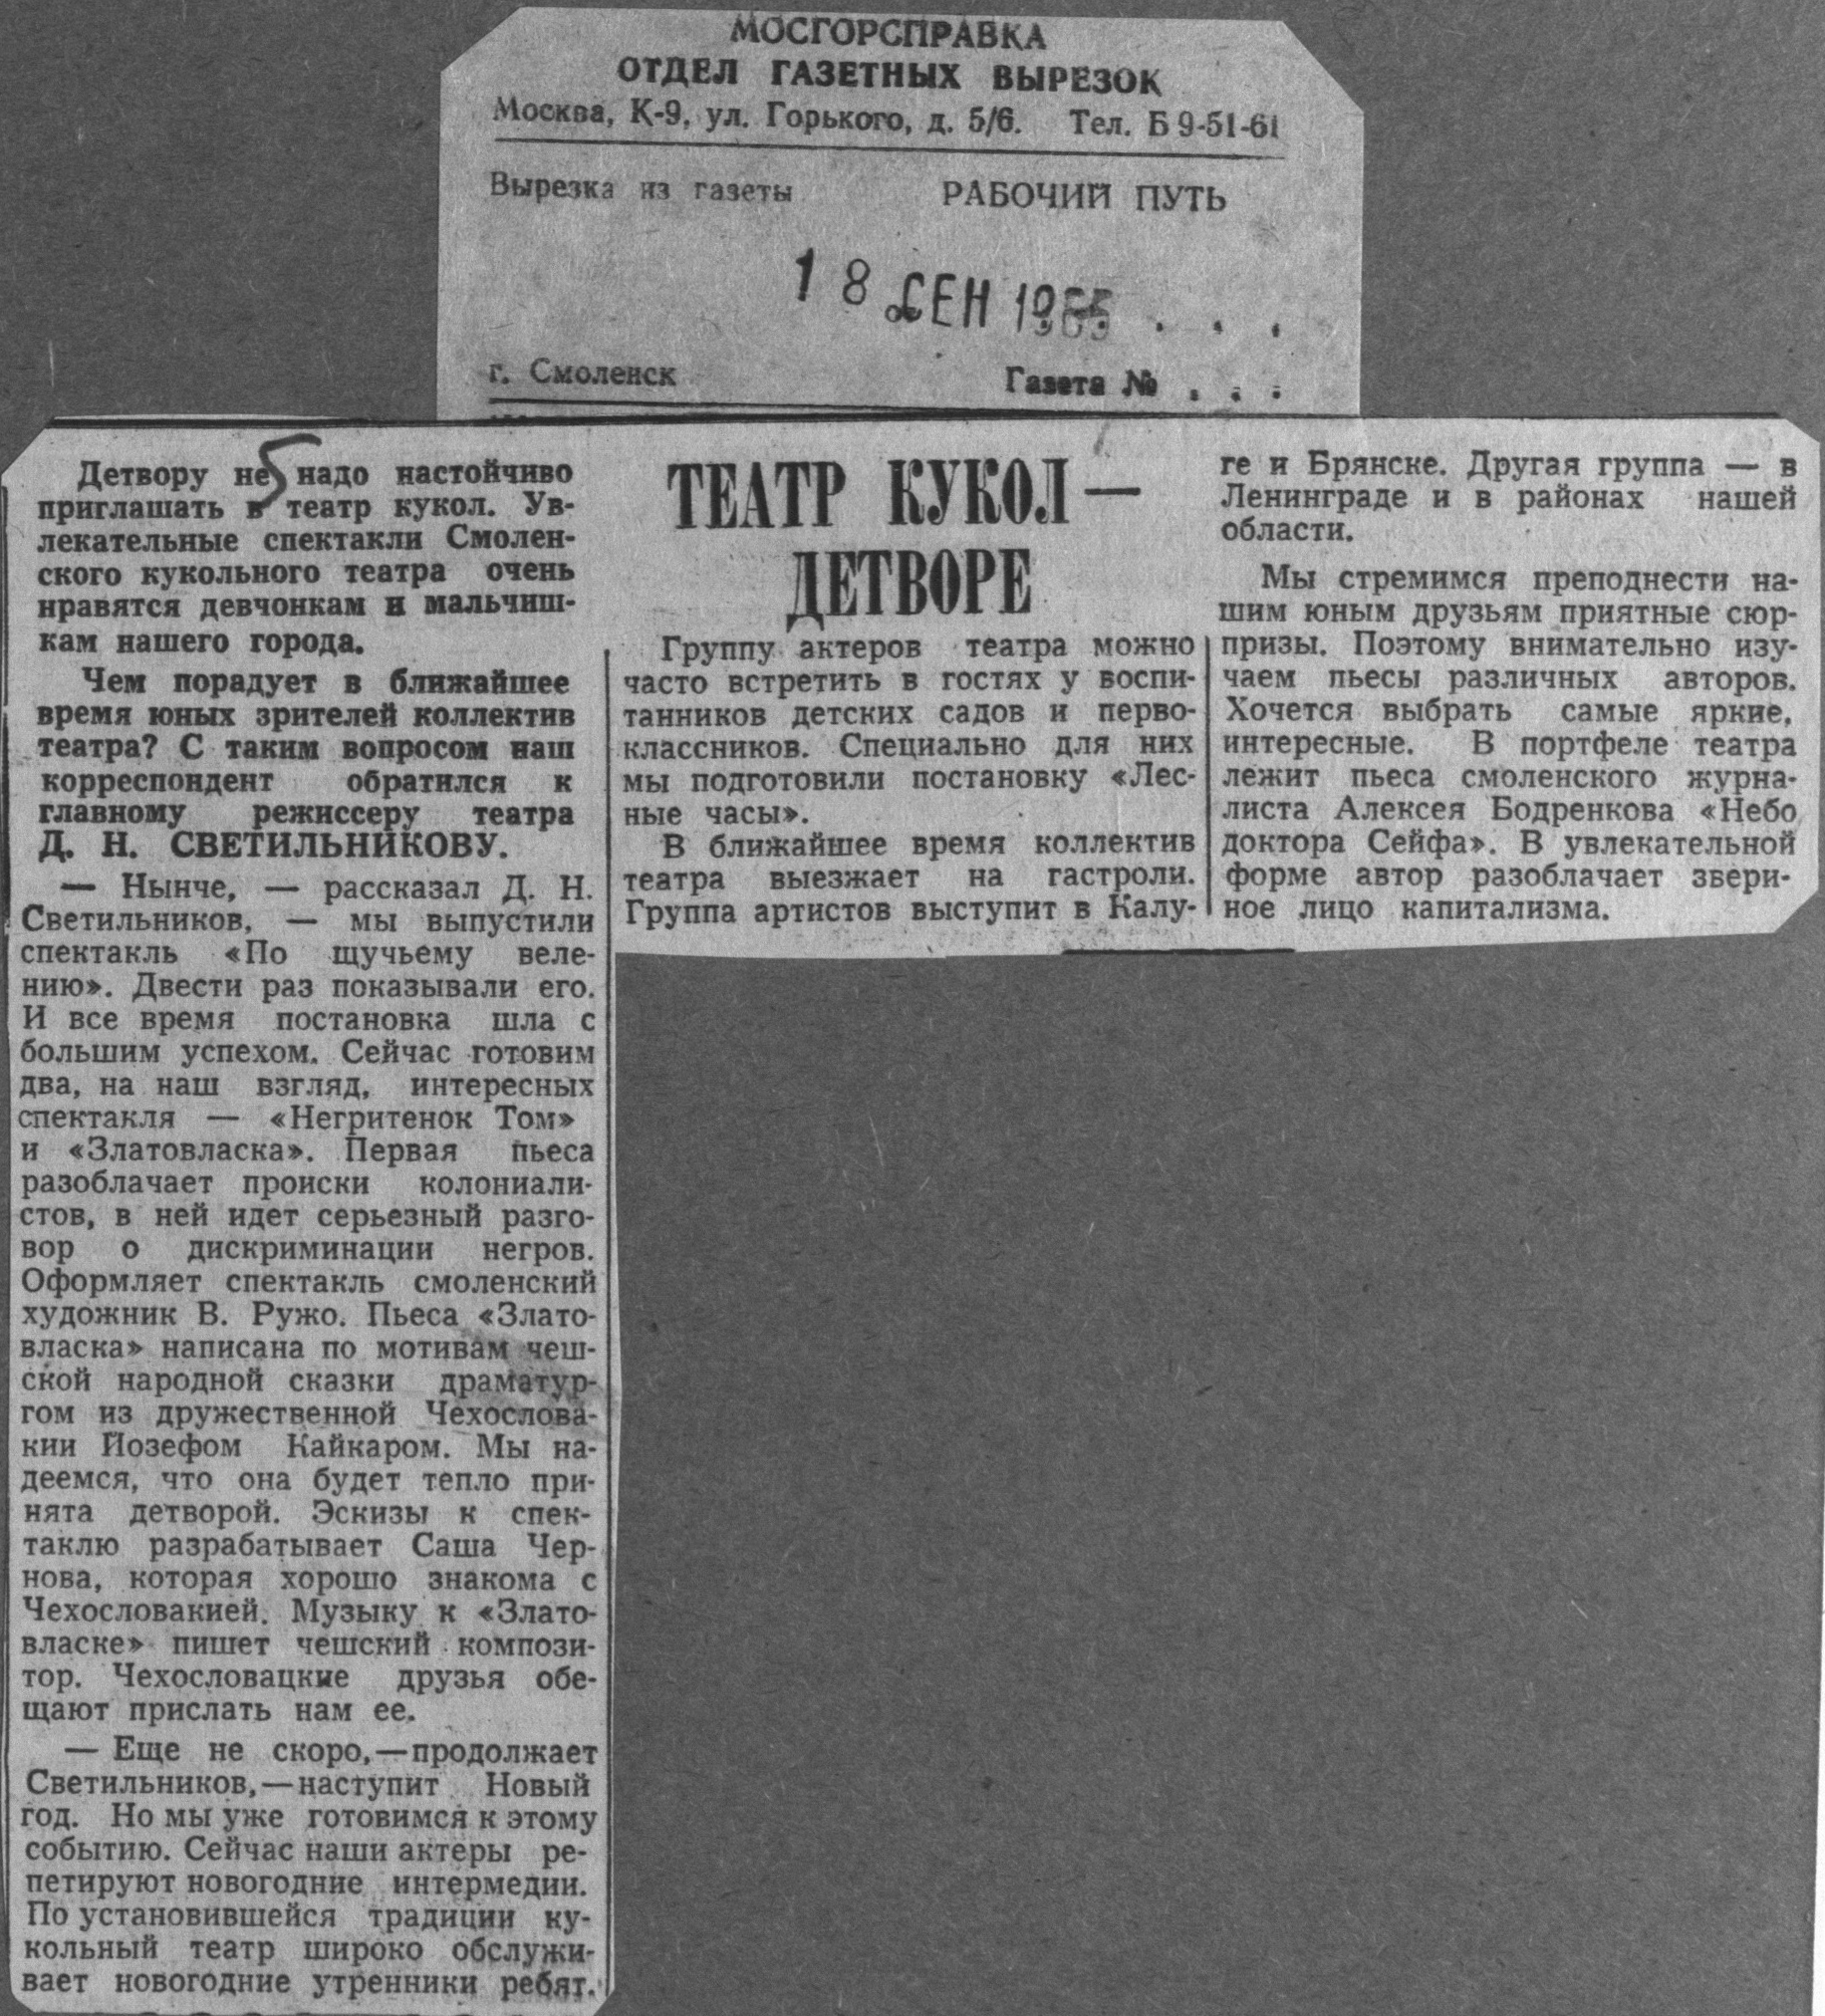 МОСГОРСПРАВКА
ОТДЕЛ ГАЗЕТНЫХ ВЫРЕЗОК
Москва, К-9, ул. Горького, д. 5/6. Тел. Б 9-51-61
Вырезка из газеты РАБОЧИЙ ПУТЬ
18 СЕН 1965 . . .
г. Смоленск Газета № . . .
ТЕАТР КУКОЛ —
ДЕТВОРЕ
5
Детвору не надо настойчиво
приглашать в театр кукол. Ув-
лекательные спектакли Смолен-
ского кукольного театра очень
нравятся девчонкам и мальчиш-
кам нашего города.
Чем порадует в ближайшее
время юных зрителей коллектив
театра? С таким вопросом наш
корреспондент обратился к
главному режиссеру театра
Д. Н. СВЕТИЛЬНИКОВУ.
— Нынче, — рассказал Д. Н.
Светильников, — мы выпустили
спектакль «По щучьему веле-
нию». Двести раз показывали его.
И все время постановка шла с
большим успехом. Сейчас готовим
два, на наш взгляд, интересных
спектакля — «Негритенок Том»
и «Златовласка». Первая пьеса
разоблачает происки колониали-
стов, в ней идет серьезный разго-
вор о дискриминации негров.
Оформляет спектакль смоленский
художник В. Ружо. Пьеса «Злато-
власка» написана по мотивам чеш-
ской народной сказки драматур-
гом из дружественной Чехослова-
кии Йозефом Кайкаром. Мы на-
деемся, что она будет тепло при-
нята детворой. Эскизы к спек-
таклю разрабатывает Саша Чер-
нова, которая хорошо знакома с
Чехословакией. Музыку к «Злато-
власке» пишет чешский компози-
тор. Чехословацкие друзья обе-
щают прислать нам ее.
— Еще не скоро,—продолжает
Светильников,—наступит Новый
год. Но мы уже готовимся к этому
событию. Сейчас наши актеры ре-
петируют новогодние интермедии.
По установившейся традиции ку-
кольный театр широко обслужи-
вает новогодние утренники ребят.
Группу актеров театра можно
часто встретить в гостях у воспи-
танников детских садов и перво-
классников. Специально для них
мы подготовили постановку «Лес-
ные часы».
В ближайшее время коллектив
театра выезжает на гастроли.
Группа артистов выступит в Калу-
ге и Брянске. Другая группа — в
Ленинграде и в районах нашей
области.
Мы стремимся преподнести на-
шим юным друзьям приятные сюр-
призы. Поэтому внимательно изу-
чаем пьесы различных авторов.
Хочется выбрать самые яркие,
интересные. В портфеле театра
лежит пьеса смоленского журна-
листа Алексея Бодренкова «Небо
доктора Сейфа». В увлекательной
форме автор разоблачает звери-
ное лицо капитализма.